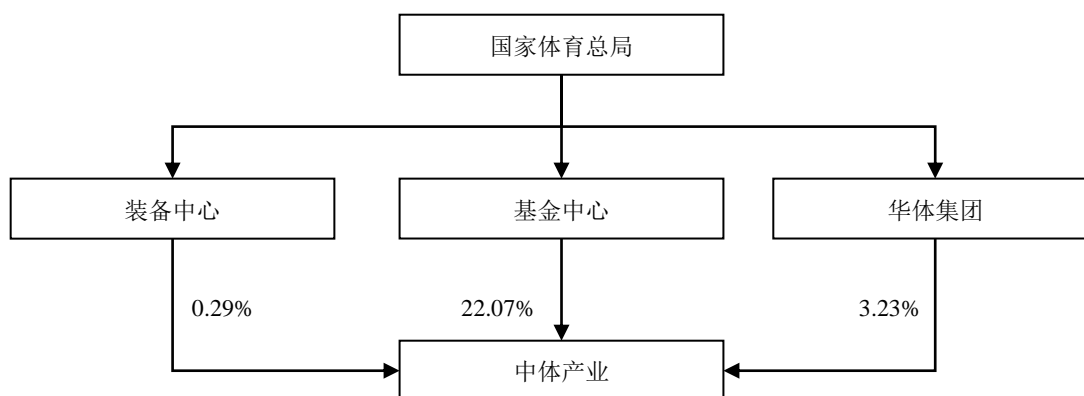 国家体育总局
装备中心
基金中心
华体集团
0.29%
22.07%
3.23%
中体产业